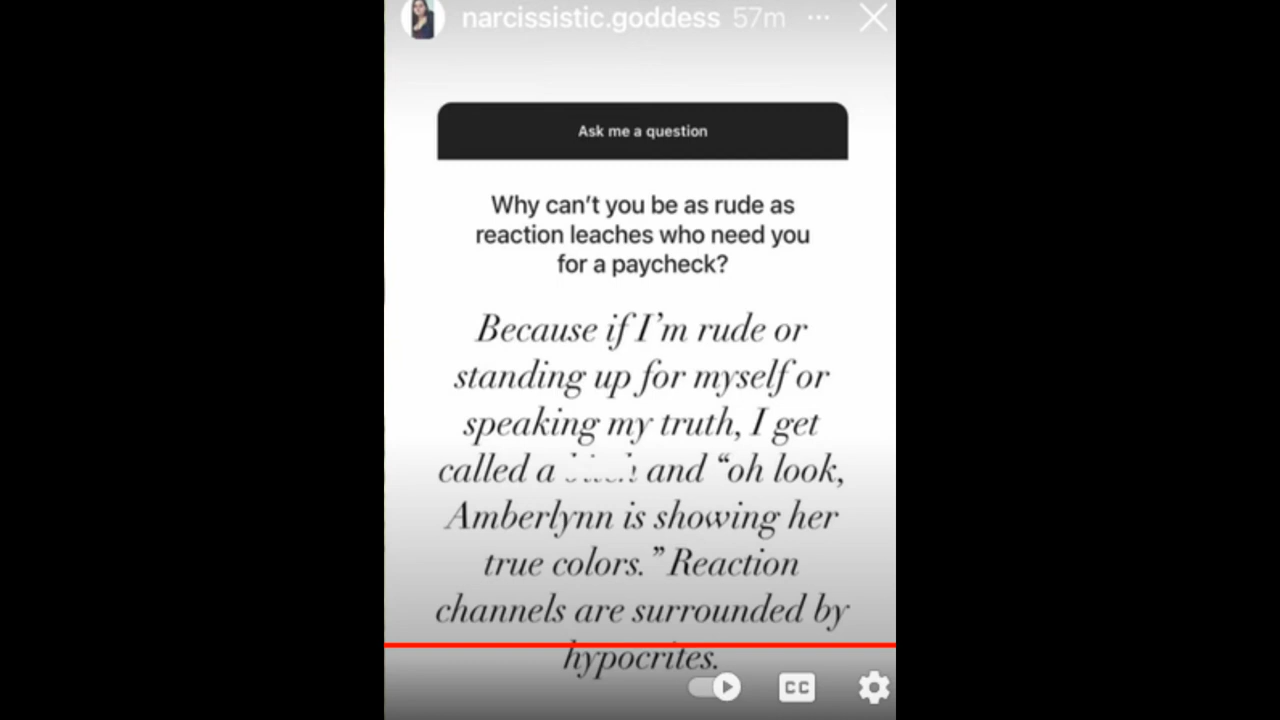 narcissistic.goddess 57m
Ask me a question
Why can't you be as rude as
reaction leaches who need you
for a paycheck?
Because if I'm rude or
standing up for myself or
speaking my truth, I get
called a and “oh look,
Amberlynn is showing her
true colors.” Reaction
channels are surrounded by
hypocrites.
CC